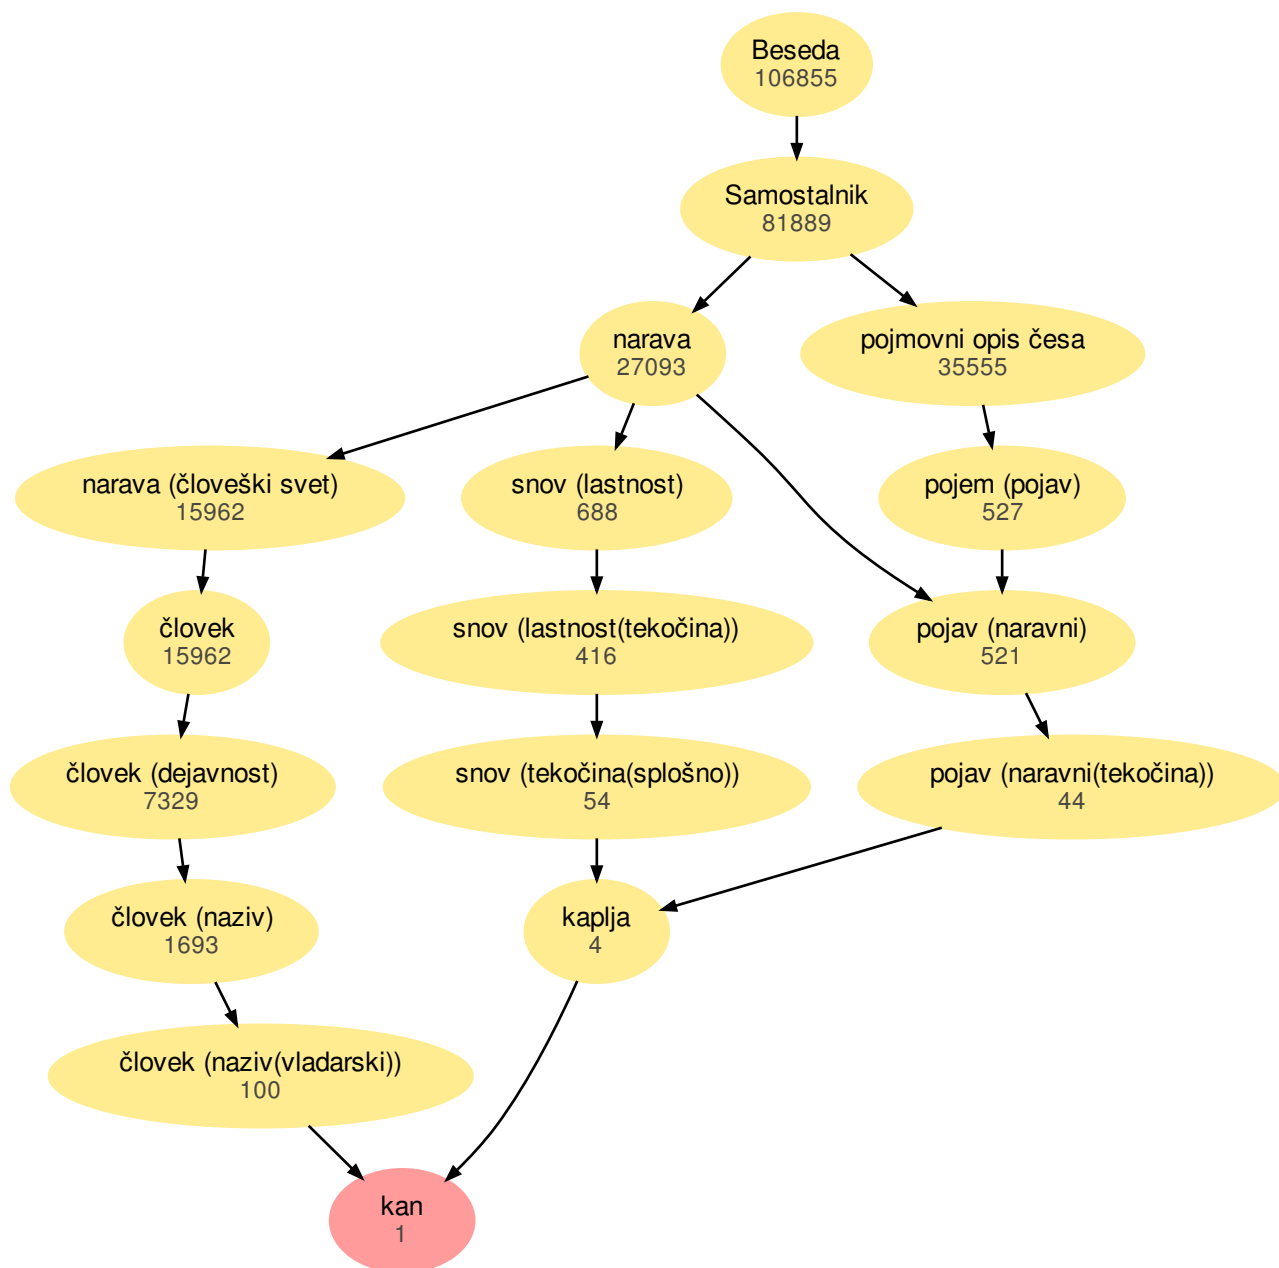 Beseda
106855
Samostalnik
81889
narava
27093
pojmovni opis česa
35555
narava (človeški svet)
15962
snov (lastnost)
688
pojem (pojav)
527
človek
15962
snov (lastnost(tekočina))
416
pojav (naravni)
521
človek (dejavnost)
7329
snov (tekočina(splošno))
54
pojav (naravni(tekočina))
44
človek (naziv)
1693
kaplja
4
človek (naziv(vladarski))
100
kan
1